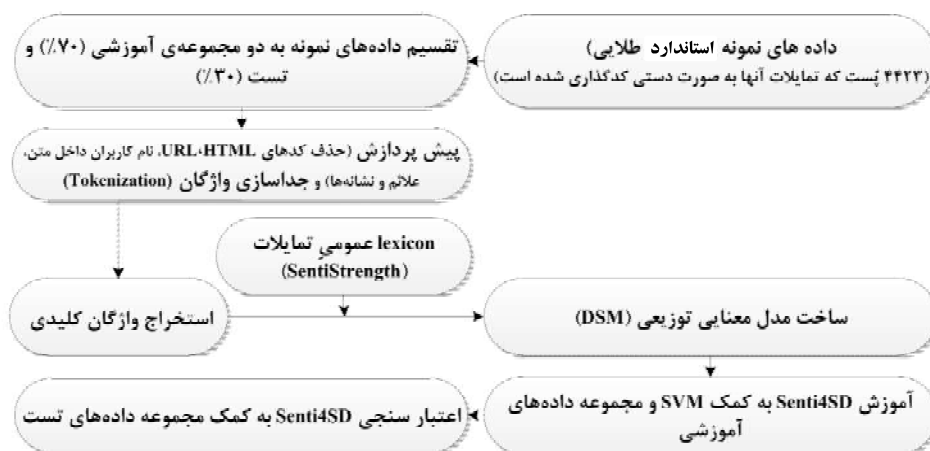 داده های نمونه استاندارد طلایی)
(۴۴۲۳ پُست که تمایلات آنها به صورت دستی کدگذاری شده است)
تقسیم داده‌های نمونه به دو مجموعه‌ی آموزشی (۷۰٪) و
تست (۳۰٪)
پیش پردازش (حذف کدهای URL،HTML، نام کاربران داخل متن،
علائم و نشانه‌ها) و جداسازی واژگان (Tokenization)
lexicon عمومیِ تمایلات
(SentiStrength)
استخراج واژگان کلیدی
ساخت مدل معنایی توزیعی (DSM)
آموزش Senti4SD به کمک SVM و مجموعه داده‌های
آموزشی
اعتبار سنجی Senti4SD به کمک مجموعه داده‌های تست